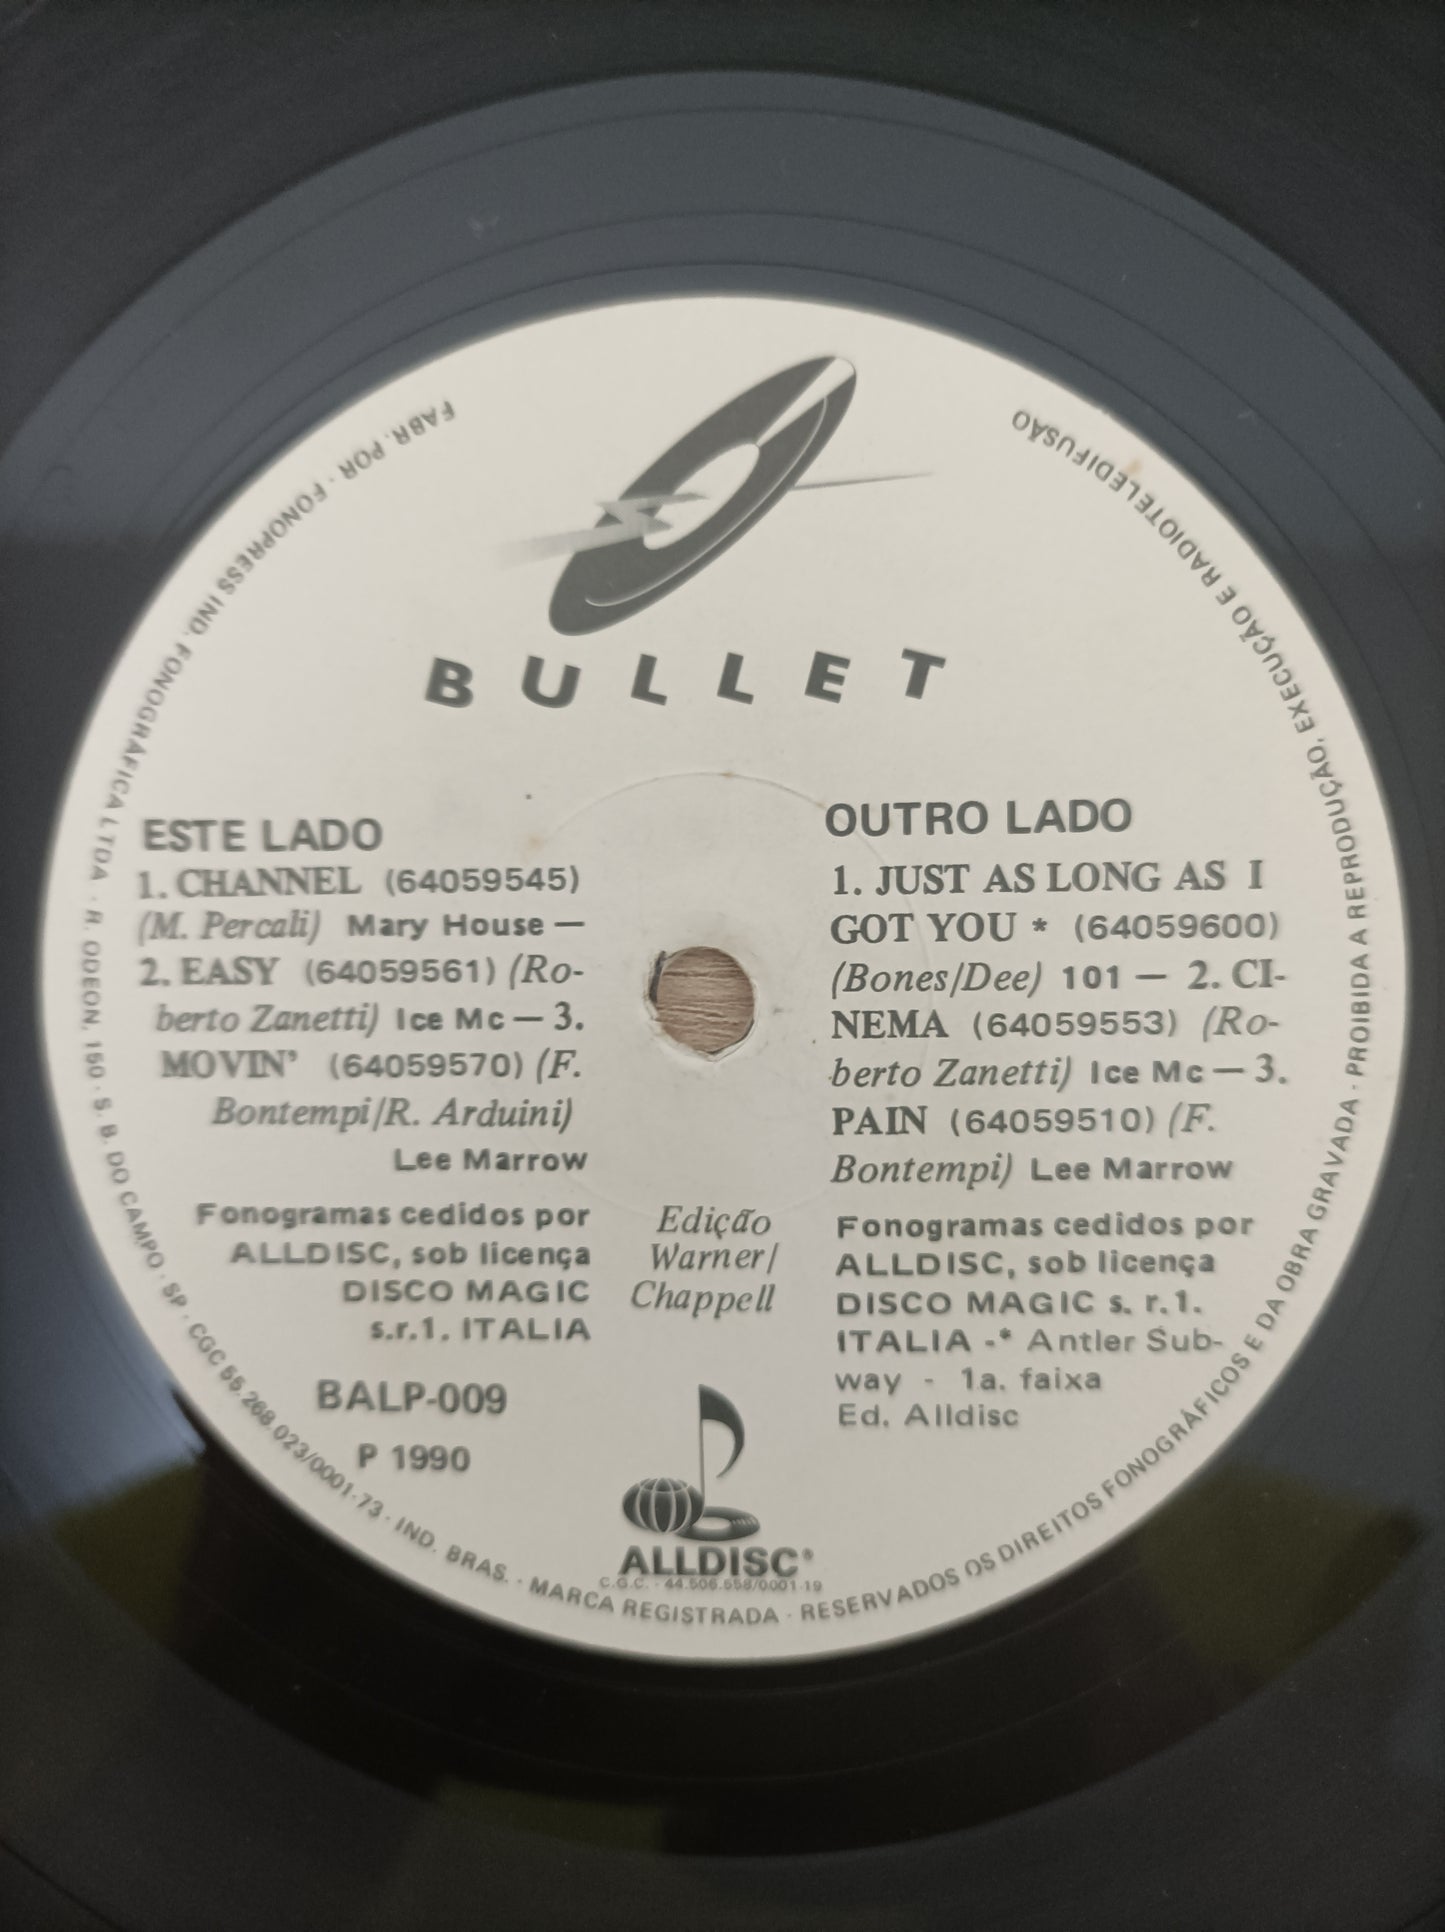 BULLET
ESTE LADO
1. CHANNEL (64059545)
(M. Percali) Mary House —
2. EASY (64059561) (Ro-
berto Zanetti) Ice Mc — 3.
MOVIN' (64059570) (F.
Bontempi/R. Arduini)
Lee Marrow
Fonogramas cedidos por
ALLDISC, sob licença
DISCO MAGIC
s.r.1. ITALIA
BALP-009
P 1990
Edição
Warner/
Chappell
OUTRO LADO
1. JUST AS LONG AS I
GOT YOU * (64059600)
(Bones/Dee) 101 — 2. CI-
NEMA (64059553) (Ro-
berto Zanetti) Ice Mc — 3.
PAIN (64059510) (F.
Bontempi) Lee Marrow
Fonogramas cedidos por
ALLDISC, sob licença
DISCO MAGIC s. r.1.
ITALIA -* Antler Sub-
way - 1a. faixa
Ed. Alldisc
ALLDISC®
C.G.C. - 44.506.558/0001-19
FABR. POR · FONOPRESS IND. FONOGRÁFICA LTDA · R. ODEON, 150 · S. B. DO CAMPO · SP · CGC 55.268.023/0001-73 · IND. BRAS. · MARCA REGISTRADA · RESERVADOS OS DIREITOS FONOGRÁFICOS E DA OBRA GRAVADA · PROIBIDA A REPRODUÇÃO, EXECUÇÃO E RADIOTELEDIFUSÃO